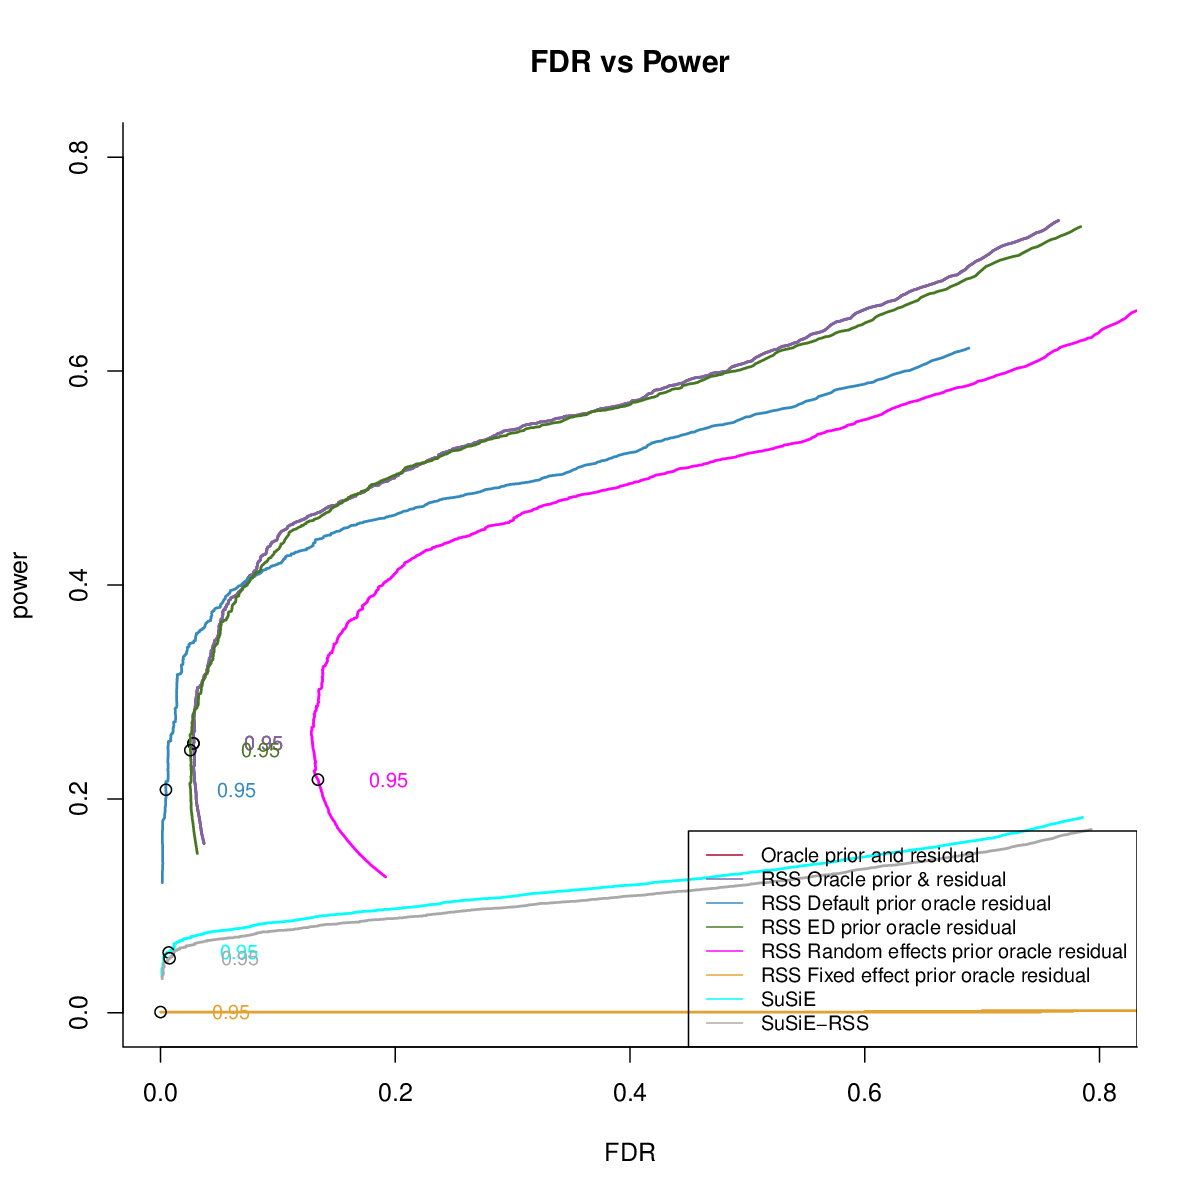 FDR vs Power
power
0.8
0.6
0.4
0.2
0.0
0.95
0.95
0.95
0.95
0.95
0.95
0.95
Oracle prior and residual
RSS Oracle prior & residual
RSS Default prior oracle residual
RSS ED prior oracle residual
RSS Random effects prior oracle residual
RSS Fixed effect prior oracle residual
SuSiE
SuSiE−RSS
0.0 0.2 0.4 0.6 0.8
FDR